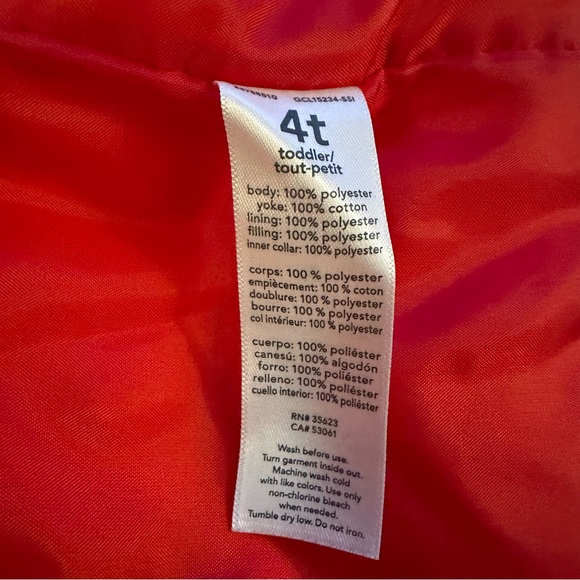 GCL15234-SSI
4t
toddler/
tout-petit
body: 100% polyester
yoke: 100% cotton
lining: 100% polyester
filling: 100% polyester
inner collar: 100% polyester
corps: 100 % polyester
empiècement: 100 % coton
doublure : 100 % polyester
bourre : 100 % polyester
col intérieur: 100 % polyester
cuerpo: 100% poliéster
canesú: 100% algodón
forro: 100% poliéster
relleno: 100% poliéster
cuello interior: 100% poliéster
RN# 35623
CA# 53061
Wash before use.
Turn garment inside out.
Machine wash cold
with like colors. Use only
non-chlorine bleach
when needed.
Tumble dry low. Do not iron.